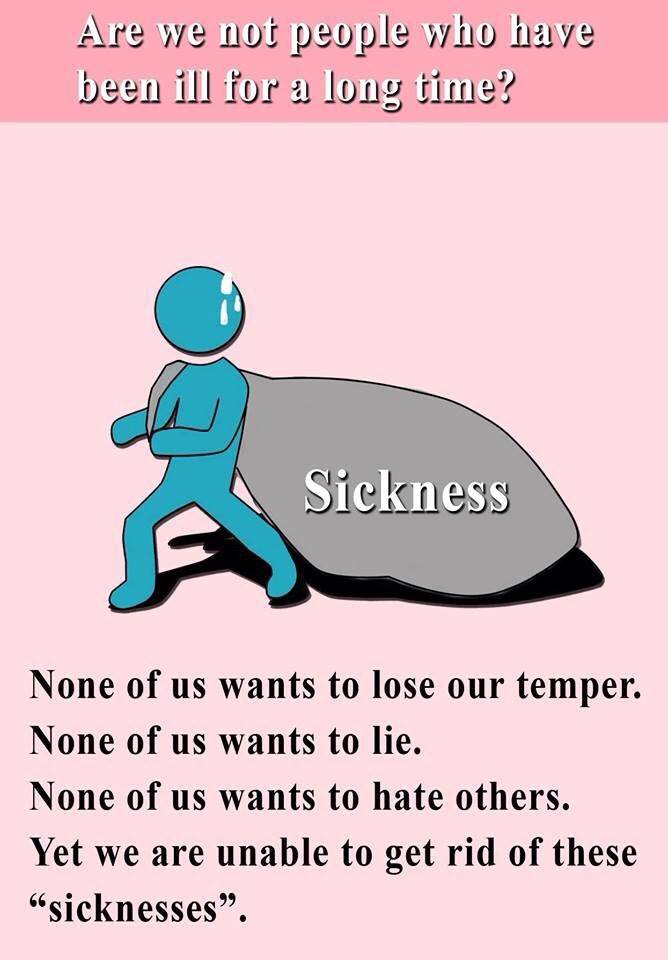 Are we not people who have
been ill for a long time?
Sickness
None of us wants to lose our temper.
None of us wants to lie.
None of us wants to hate others.
Yet we are unable to get rid of these
“sicknesses”.